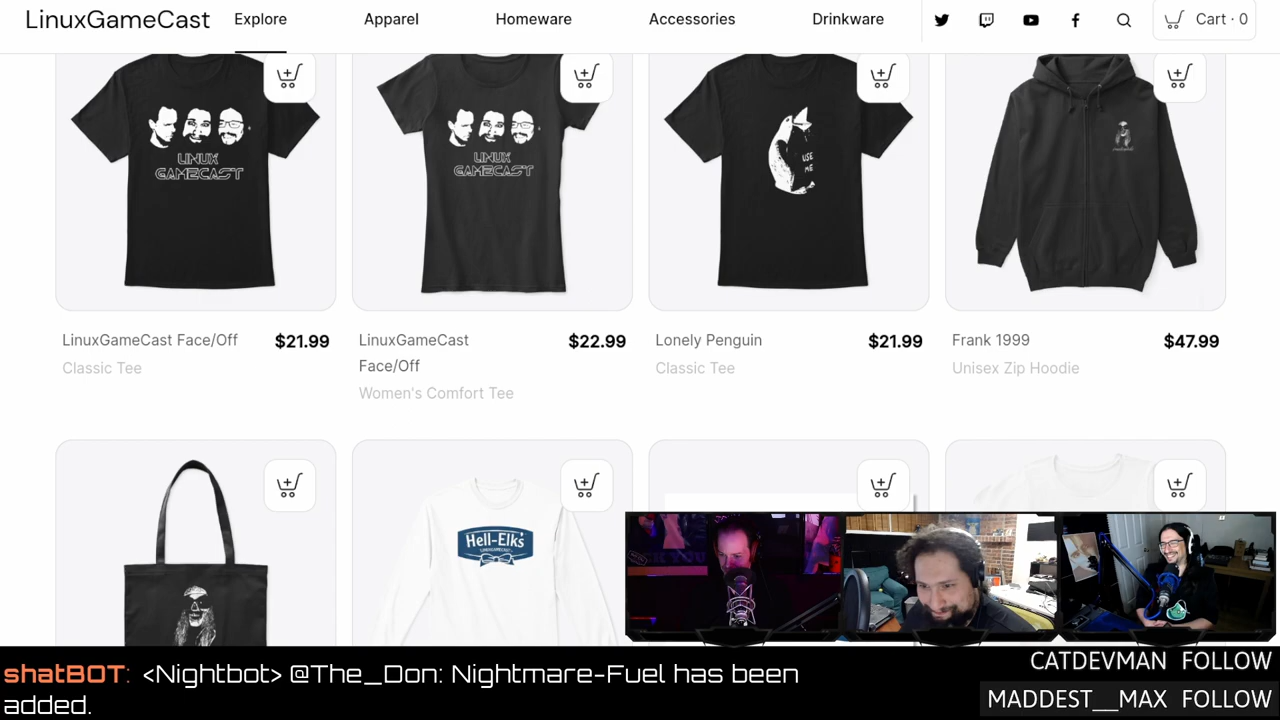 LinuxGameCast Explore Apparel Homeware Accessories Drinkware Cart · 0
LINUX
GAMECAST
LINUX
GAMECAST
USE
ME
LinuxGameCast Face/Off $21.99
Classic Tee
LinuxGameCast
Face/Off
$22.99
Women's Comfort Tee
Lonely Penguin $21.99
Classic Tee
Frank 1999 $47.99
Unisex Zip Hoodie
Hell-Elks
shatBOT: <Nightbot> @The_Don: Nightmare-Fuel has been
added.
CATDEVMAN FOLLOW
MADDEST__MAX FOLLOW